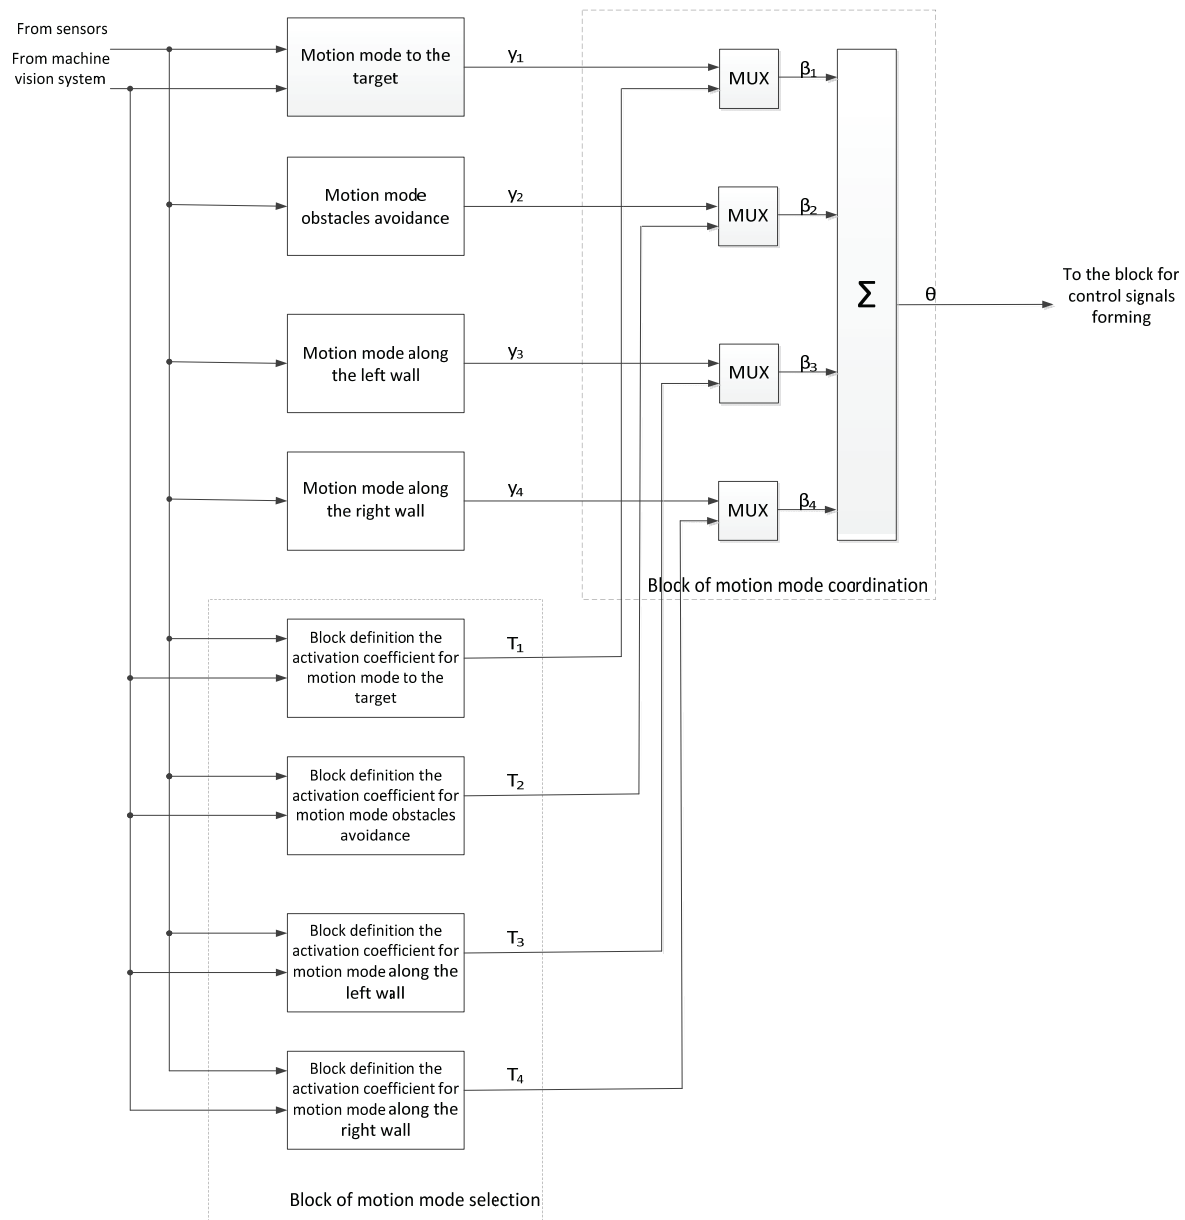 From sensors
From machine
vision system
Motion mode to the
target
y₁
MUX
β₁
Motion mode
obstacles avoidance
y₂
MUX
β₂
Σ
θ
To the block for
control signals
forming
Motion mode along
the left wall
y₃
MUX
β₃
Motion mode along
the right wall
y₄
MUX
β₄
Block of motion mode coordination
Block definition the
activation coefficient for
motion mode to the
target
T₁
Block definition the
activation coefficient for
motion mode obstacles
avoidance
T₂
Block definition the
activation coefficient for
motion mode along the
left wall
T₃
Block definition the
activation coefficient for
motion mode along the
right wall
T₄
Block of motion mode selection